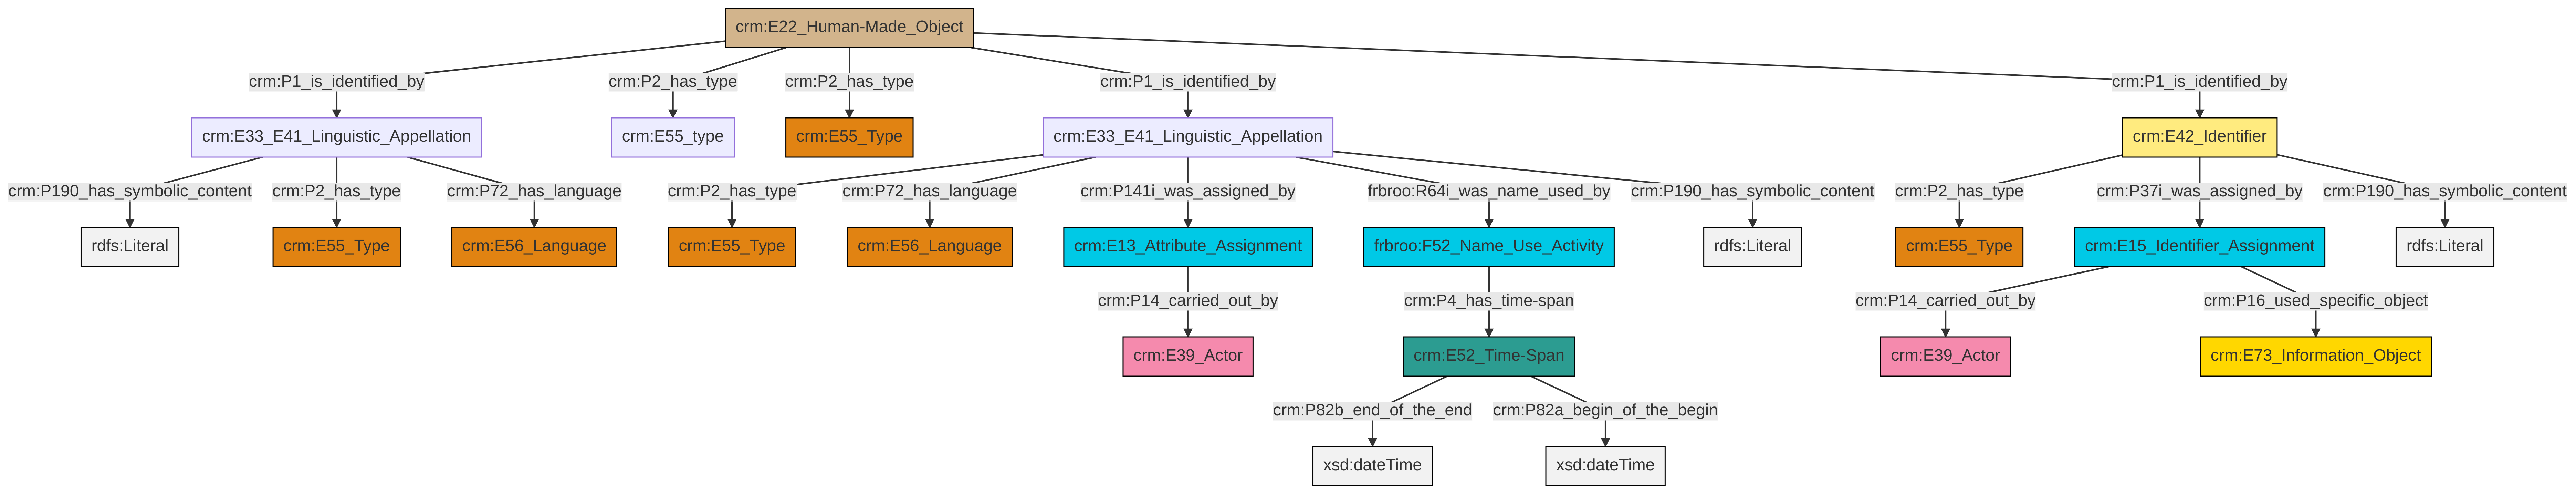 crm:E22_Human-Made_Object
crm:P1_is_identified_by
crm:P2_has_type
crm:P2_has_type
crm:P1_is_identified_by
crm:P1_is_identified_by
crm:E33_E41_Linguistic_Appellation
crm:E55_type
crm:E55_Type
crm:E33_E41_Linguistic_Appellation
crm:E42_Identifier
crm:P190_has_symbolic_content
crm:P2_has_type
crm:P72_has_language
crm:P2_has_type
crm:P72_has_language
crm:P141i_was_assigned_by
frbroo:R64i_was_name_used_by
crm:P190_has_symbolic_content
crm:P2_has_type
crm:P37i_was_assigned_by
crm:P190_has_symbolic_content
rdfs:Literal
crm:E55_Type
crm:E56_Language
crm:E55_Type
crm:E56_Language
crm:E13_Attribute_Assignment
frbroo:F52_Name_Use_Activity
rdfs:Literal
crm:E55_Type
crm:E15_Identifier_Assignment
rdfs:Literal
crm:P14_carried_out_by
crm:P4_has_time-span
crm:P14_carried_out_by
crm:P16_used_specific_object
crm:E39_Actor
crm:E52_Time-Span
crm:E39_Actor
crm:E73_Information_Object
crm:P82b_end_of_the_end
crm:P82a_begin_of_the_begin
xsd:dateTime
xsd:dateTime